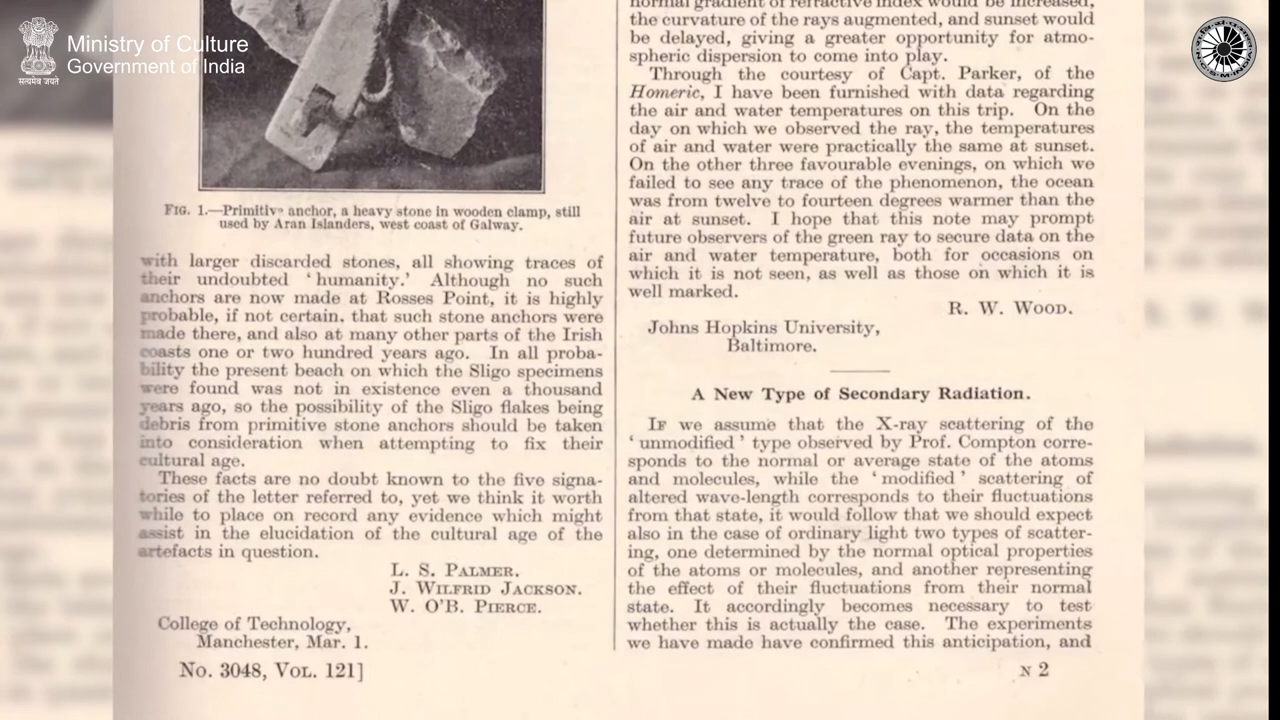 सत्यमेव जयते
Ministry of Culture
Government of India
FIG. 1.—Primitive anchor, a heavy stone in wooden clamp, still
used by Aran Islanders, west coast of Galway.
with larger discarded stones, all showing traces of
their undoubted ‘humanity.’ Although no such
anchors are now made at Rosses Point, it is highly
probable, if not certain, that such stone anchors were
made there, and also at many other parts of the Irish
coasts one or two hundred years ago. In all proba-
bility the present beach on which the Sligo specimens
were found was not in existence even a thousand
years ago, so the possibility of the Sligo flakes being
debris from primitive stone anchors should be taken
into consideration when attempting to fix their
cultural age.
These facts are no doubt known to the five signa-
tories of the letter referred to, yet we think it worth
while to place on record any evidence which might
assist in the elucidation of the cultural age of the
artefacts in question.
L. S. PALMER.
J. WILFRID JACKSON.
W. O'B. PIERCE.
College of Technology,
Manchester, Mar. 1.
No. 3048, VOL. 121]
normal gradient of refractive index would be increased,
the curvature of the rays augmented, and sunset would
be delayed, giving a greater opportunity for atmo-
spheric dispersion to come into play.
Through the courtesy of Capt. Parker, of the
Homeric, I have been furnished with data regarding
the air and water temperatures on this trip. On the
day on which we observed the ray, the temperatures
of air and water were practically the same at sunset.
On the other three favourable evenings, on which we
failed to see any trace of the phenomenon, the ocean
was from twelve to fourteen degrees warmer than the
air at sunset. I hope that this note may prompt
future observers of the green ray to secure data on the
air and water temperature, both for occasions on
which it is not seen, as well as those on which it is
well marked.
R. W. WOOD.
Johns Hopkins University,
Baltimore.
A New Type of Secondary Radiation.
IF we assume that the X-ray scattering of the
‘unmodified’ type observed by Prof. Compton corre-
sponds to the normal or average state of the atoms
and molecules, while the ‘modified’ scattering of
altered wave-length corresponds to their fluctuations
from that state, it would follow that we should expect
also in the case of ordinary light two types of scatter-
ing, one determined by the normal optical properties
of the atoms or molecules, and another representing
the effect of their fluctuations from their normal
state. It accordingly becomes necessary to test
whether this is actually the case. The experiments
we have made have confirmed this anticipation, and
N 2